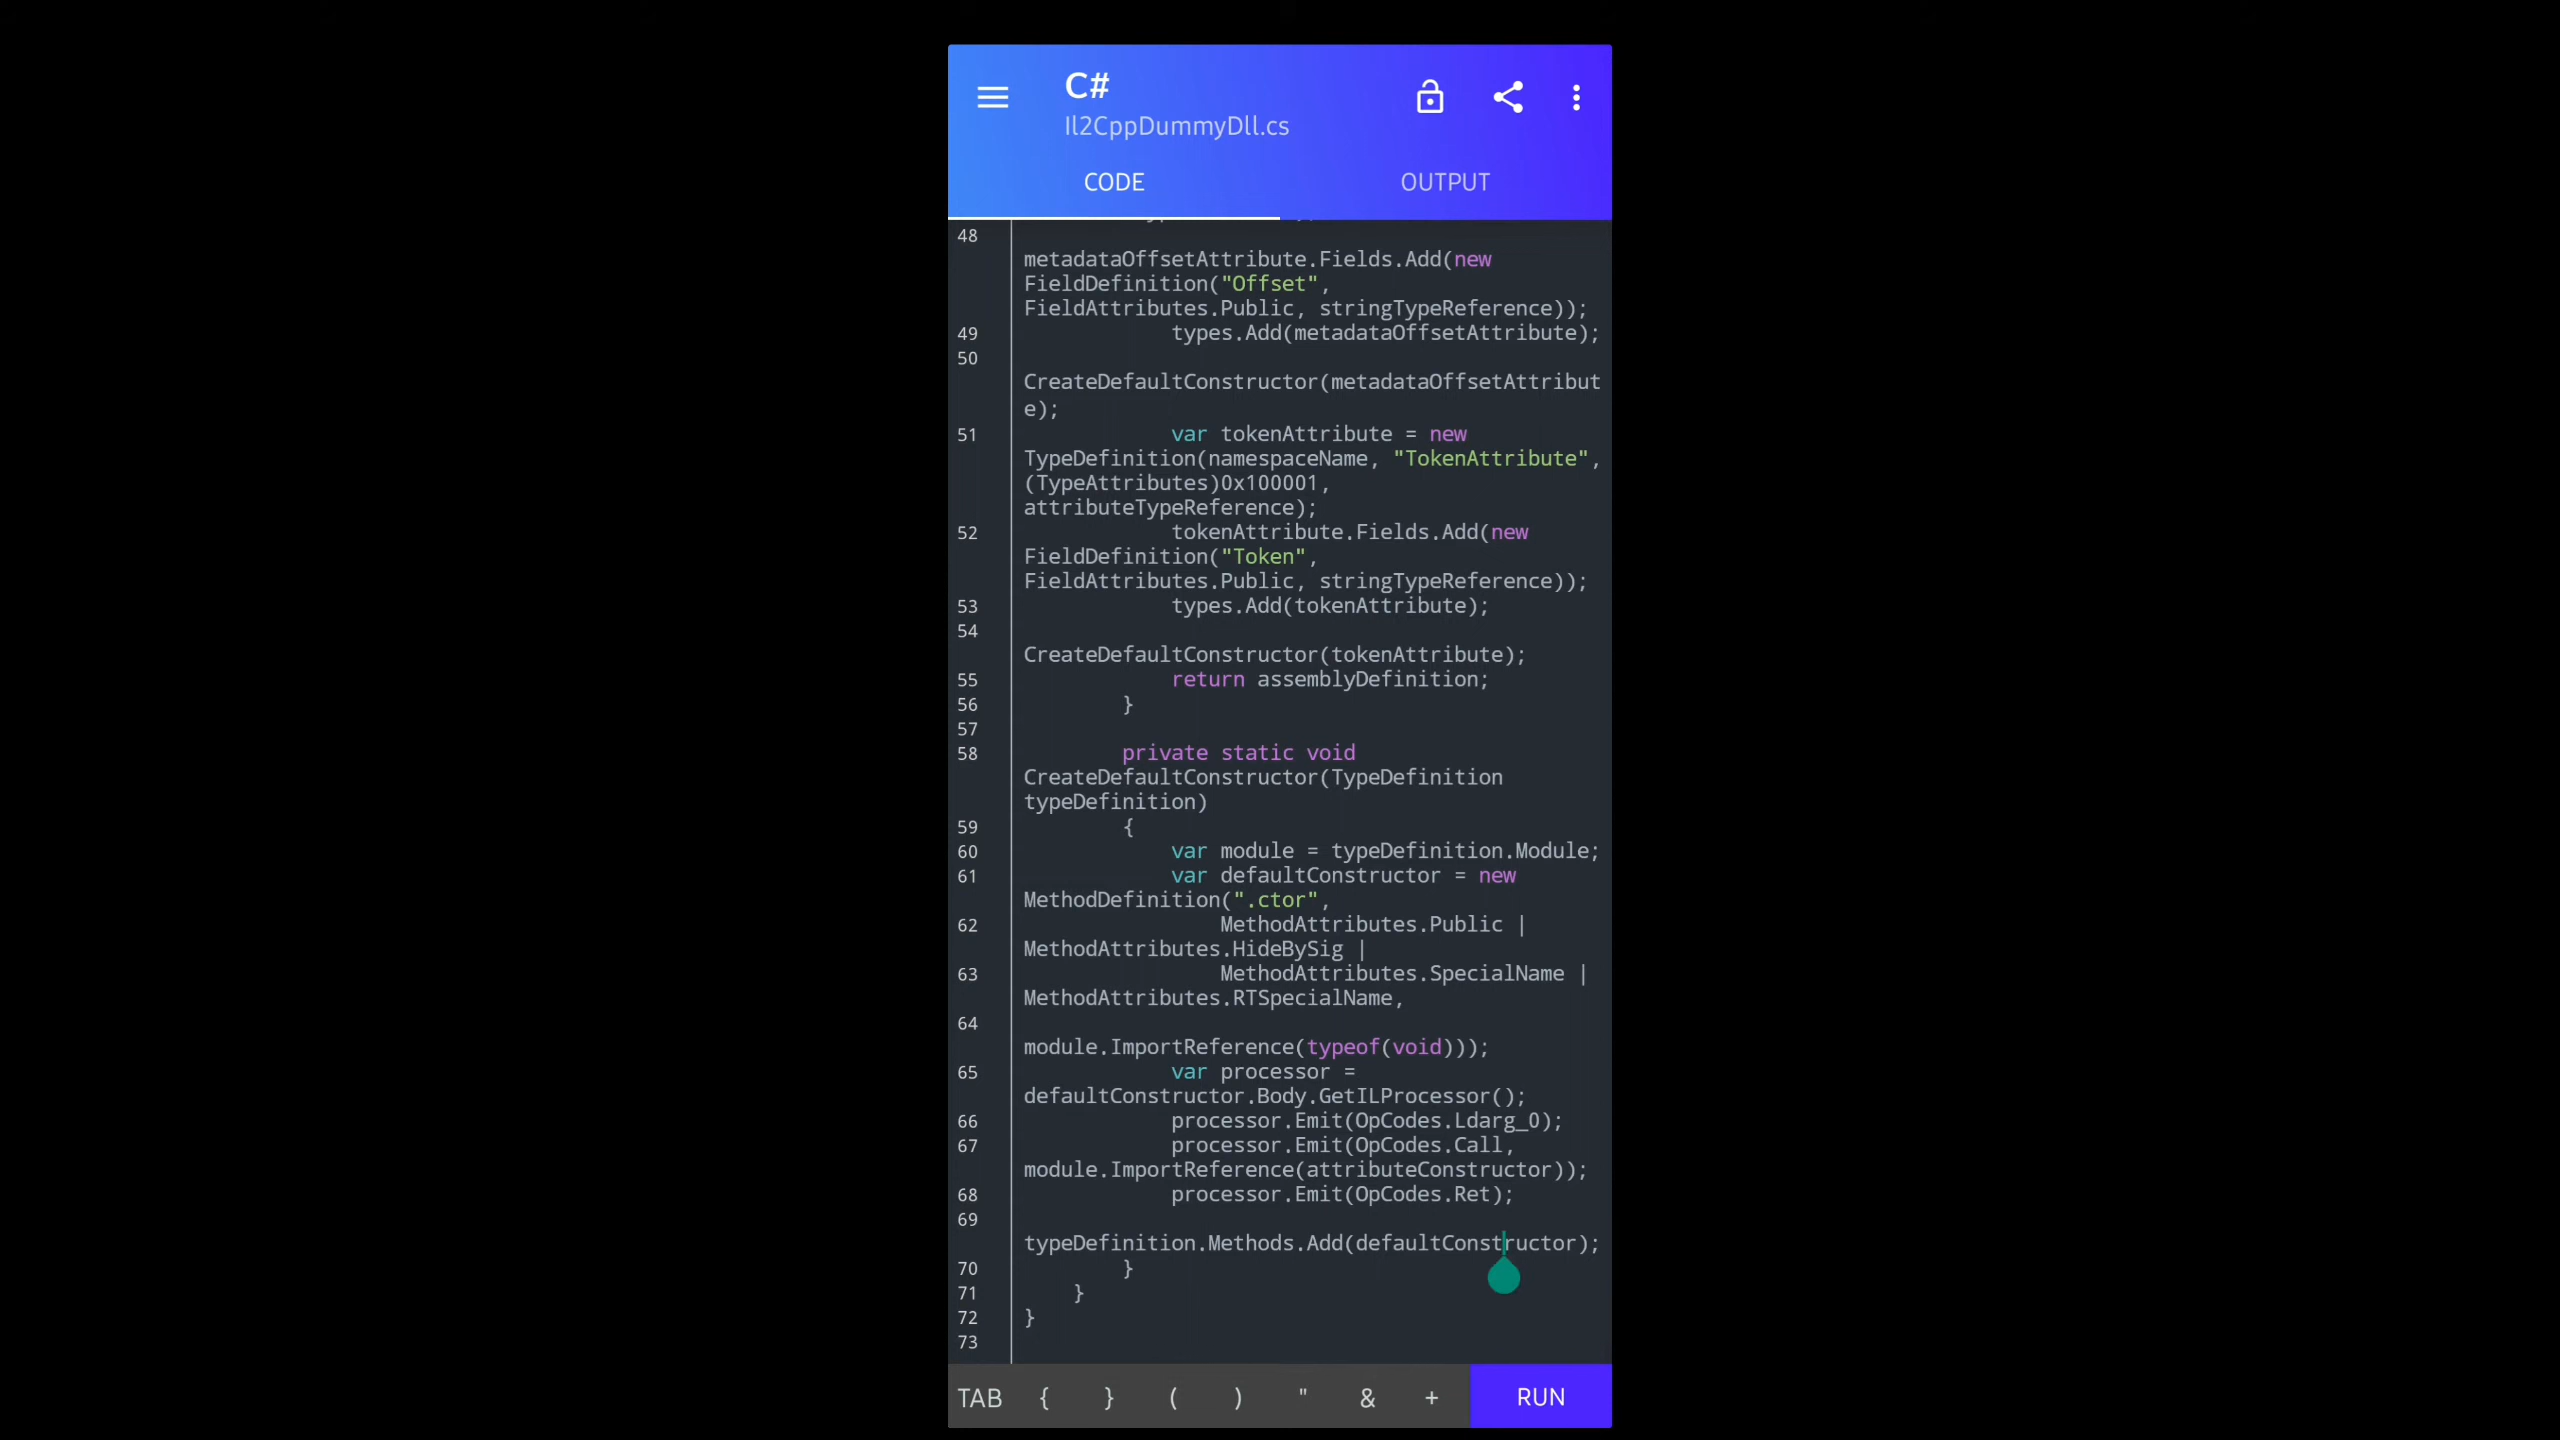 C#
Il2CppDummyDll.cs
CODE
OUTPUT
48
metadataOffsetAttribute.Fields.Add(new
FieldDefinition("Offset",
FieldAttributes.Public, stringTypeReference));
49 types.Add(metadataOffsetAttribute);
50
CreateDefaultConstructor(metadataOffsetAttribut
e);
51 var tokenAttribute = new
TypeDefinition(namespaceName, "TokenAttribute",
(TypeAttributes)0x100001,
attributeTypeReference);
52 tokenAttribute.Fields.Add(new
FieldDefinition("Token",
FieldAttributes.Public, stringTypeReference));
53 types.Add(tokenAttribute);
54
CreateDefaultConstructor(tokenAttribute);
55 return assemblyDefinition;
56 }
57
58 private static void
CreateDefaultConstructor(TypeDefinition
typeDefinition)
59 {
60 var module = typeDefinition.Module;
61 var defaultConstructor = new
MethodDefinition(".ctor",
62 MethodAttributes.Public |
MethodAttributes.HideBySig |
63 MethodAttributes.SpecialName |
MethodAttributes.RTSpecialName,
64
module.ImportReference(typeof(void)));
65 var processor =
defaultConstructor.Body.GetILProcessor();
66 processor.Emit(OpCodes.Ldarg_0);
67 processor.Emit(OpCodes.Call,
module.ImportReference(attributeConstructor));
68 processor.Emit(OpCodes.Ret);
69
typeDefinition.Methods.Add(defaultConstructor);
70 }
71 }
72 }
73
TAB { } ( ) " & + RUN